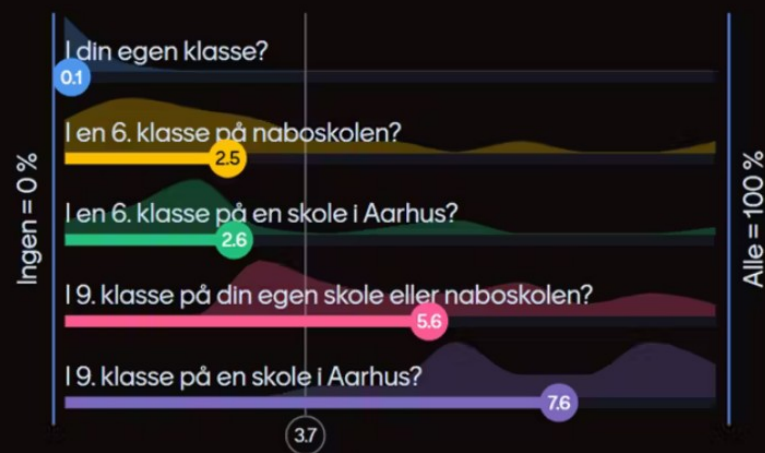 I din egen klasse?
0.1
I en 6. klasse på naboskolen?
2.5
I en 6. klasse på en skole i Aarhus?
2.6
I 9. klasse på din egen skole eller naboskolen?
5.6
I 9. klasse på en skole i Aarhus?
7.6
3.7
Ingen = 0 %
Alle = 100 %